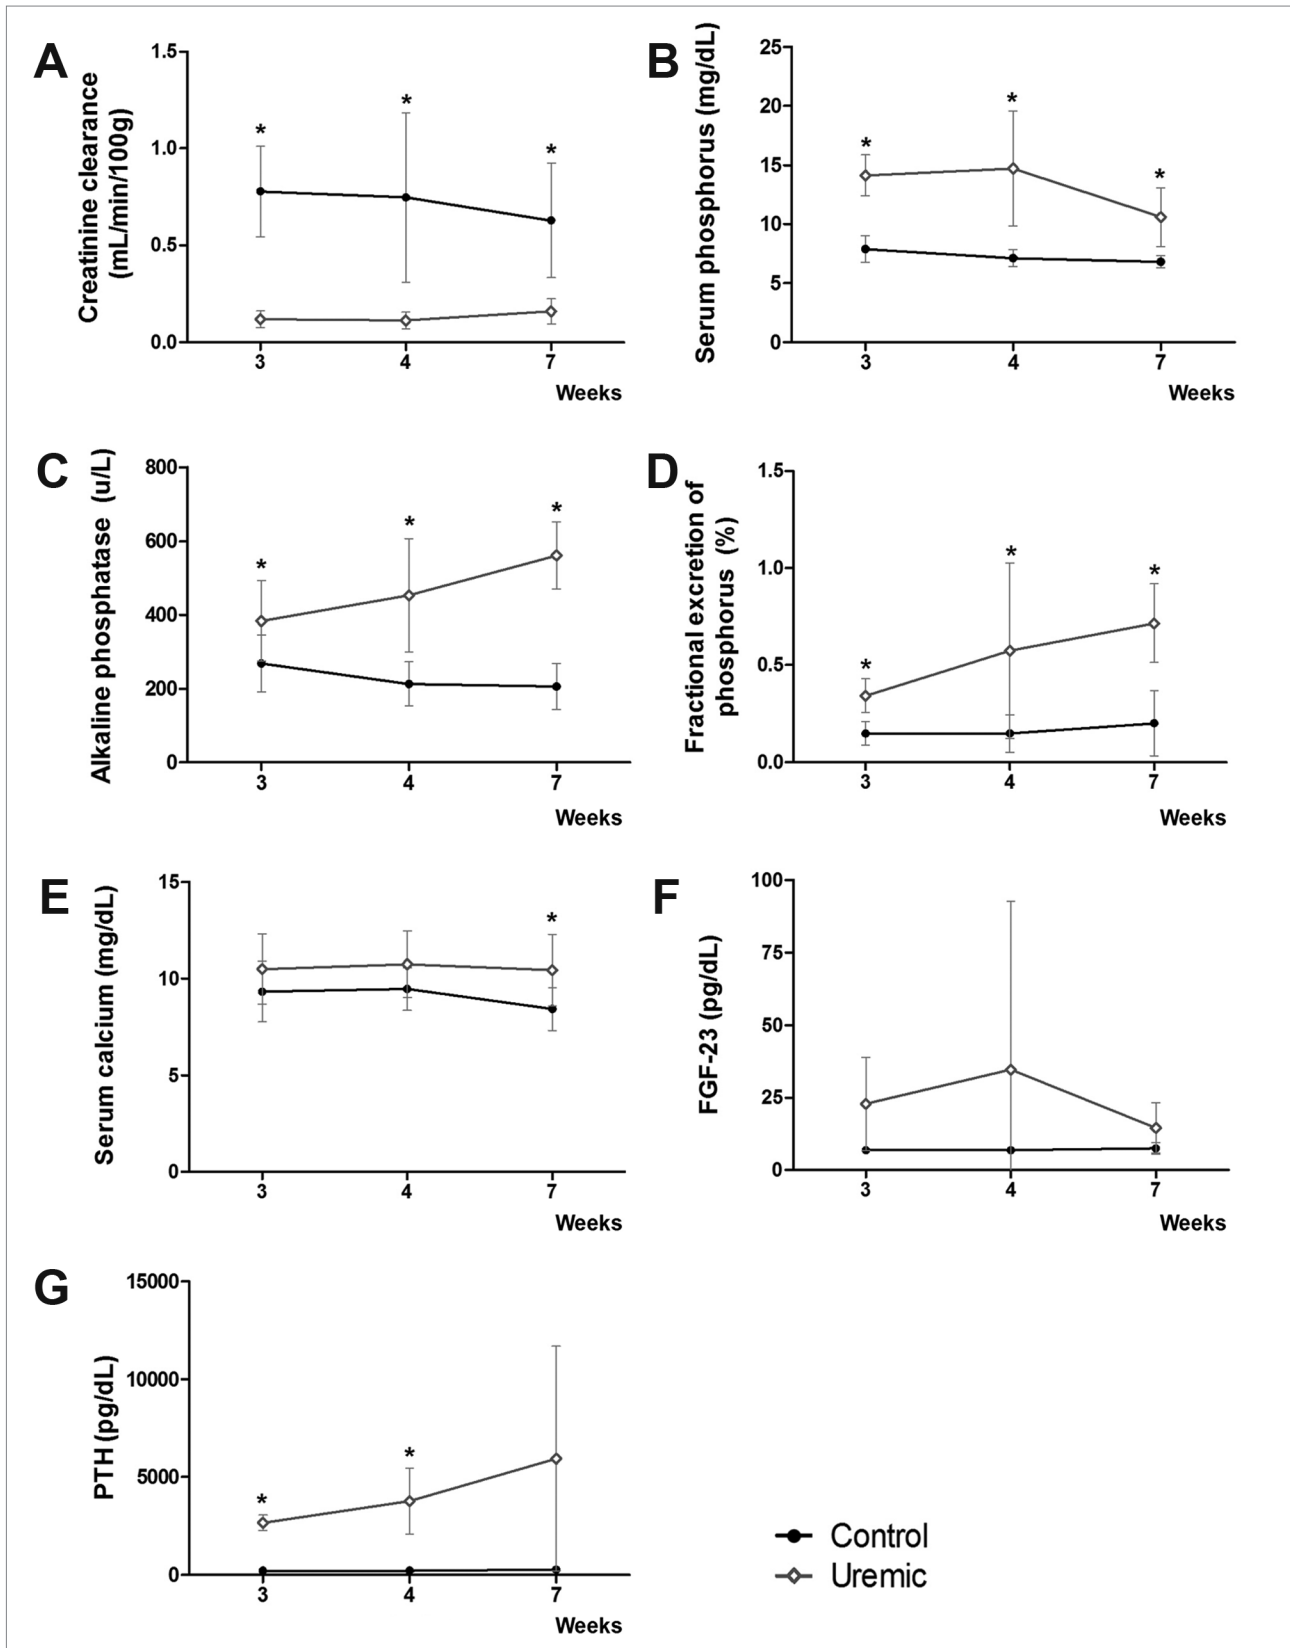 A
Creatinine clearance
(mL/min/100g)
1.5
1.0
0.5
0.0
*
*
*
3
4
7
Weeks
B
Serum phosphorus (mg/dL)
25
20
15
10
5
0
*
*
*
3
4
7
Weeks
C
Alkaline phosphatase (u/L)
800
600
400
200
0
*
*
*
3
4
7
Weeks
D
Fractional excretion of
phosphorus (%)
1.5
1.0
0.5
0.0
*
*
*
3
4
7
Weeks
E
Serum calcium (mg/dL)
15
10
5
0
*
3
4
7
Weeks
F
FGF-23 (pg/dL)
100
75
50
25
0
3
4
7
Weeks
G
PTH (pg/dL)
15000
10000
5000
0
*
*
3
4
7
Weeks
Control
Uremic